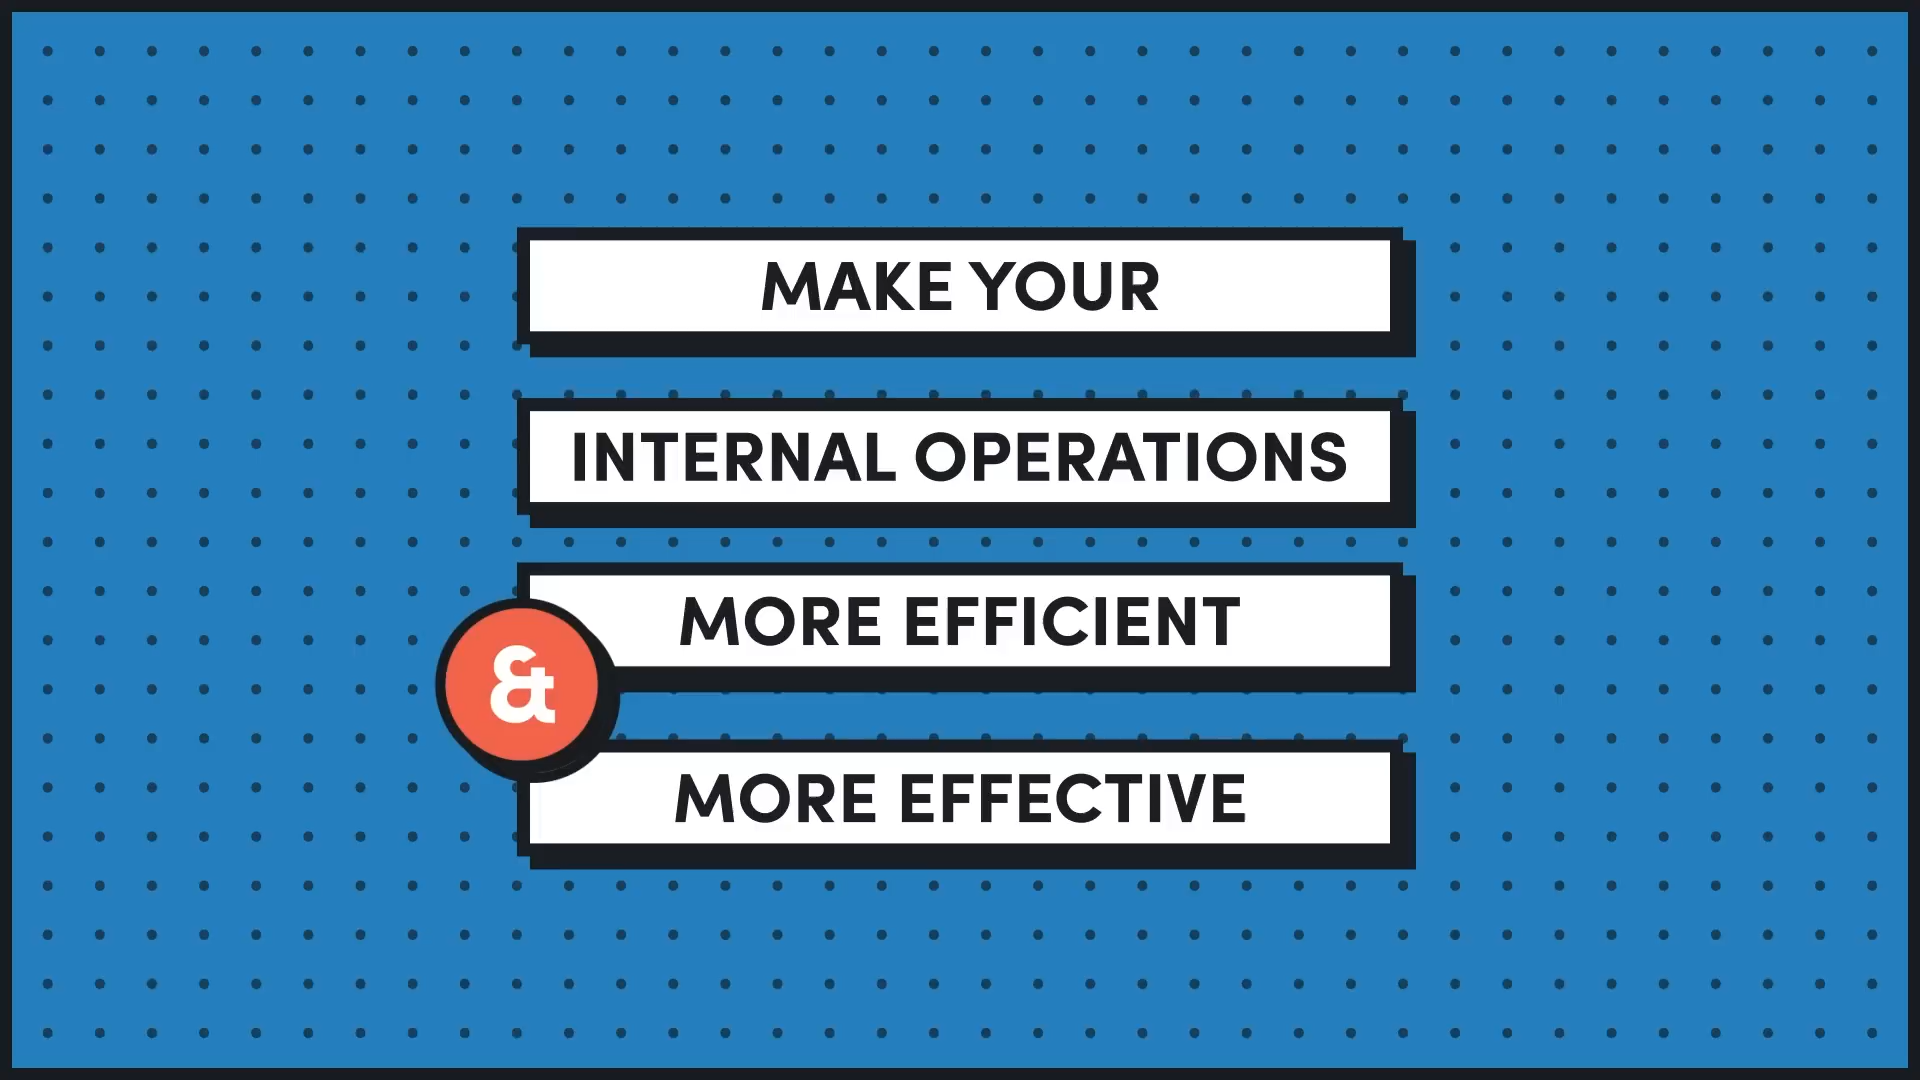 MAKE YOUR
INTERNAL OPERATIONS
MORE EFFICIENT
&
MORE EFFECTIVE